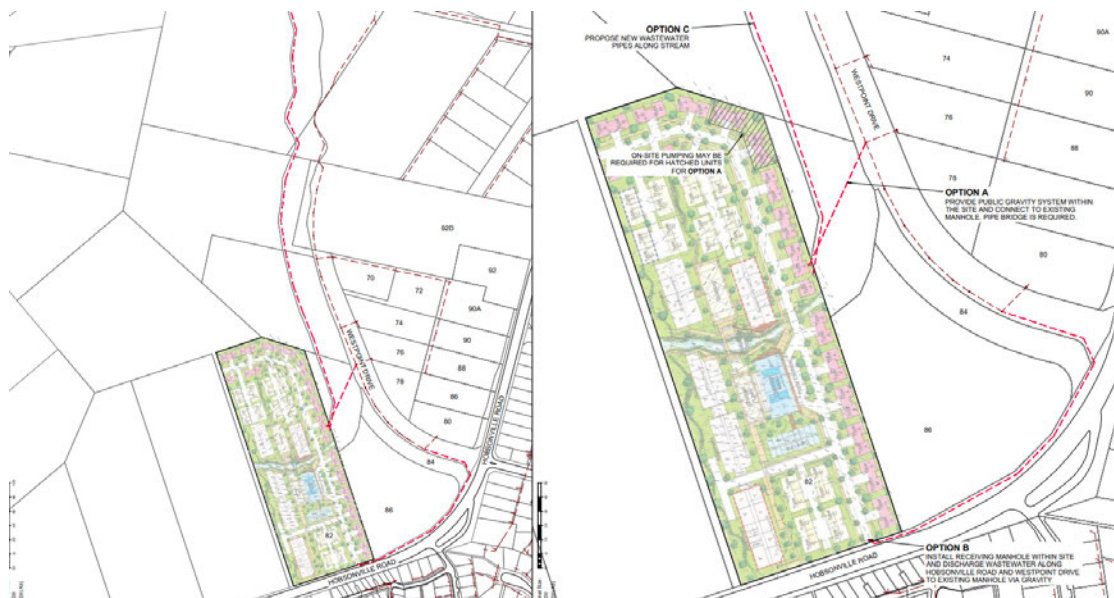 92D
92
70
72
90A
74
90
76
88
78
86
80
84
86
82
WESTPOINT DRIVE
HOBSONVILLE ROAD
HOBSONVILLE ROAD
OPTION C
PROPOSE NEW WASTEWATER
PIPES ALONG STREAM
90A
74
90
76
88
78
WESTPOINT DRIVE
ON-SITE PUMPING MAY BE
REQUIRED FOR HATCHED UNITS
FOR OPTION A
OPTION A
PROVIDE PUBLIC GRAVITY SYSTEM WITHIN
THE SITE AND CONNECT TO EXISTING
MANHOLE. PIPE BRIDGE IS REQUIRED.
80
84
86
82
OPTION B
INSTALL RECEIVING MANHOLE WITHIN SITE
AND DISCHARGE WASTEWATER ALONG
HOBSONVILLE ROAD AND WESTPOINT DRIVE
TO EXISTING MANHOLE VIA GRAVITY
HOBSONVILLE ROAD